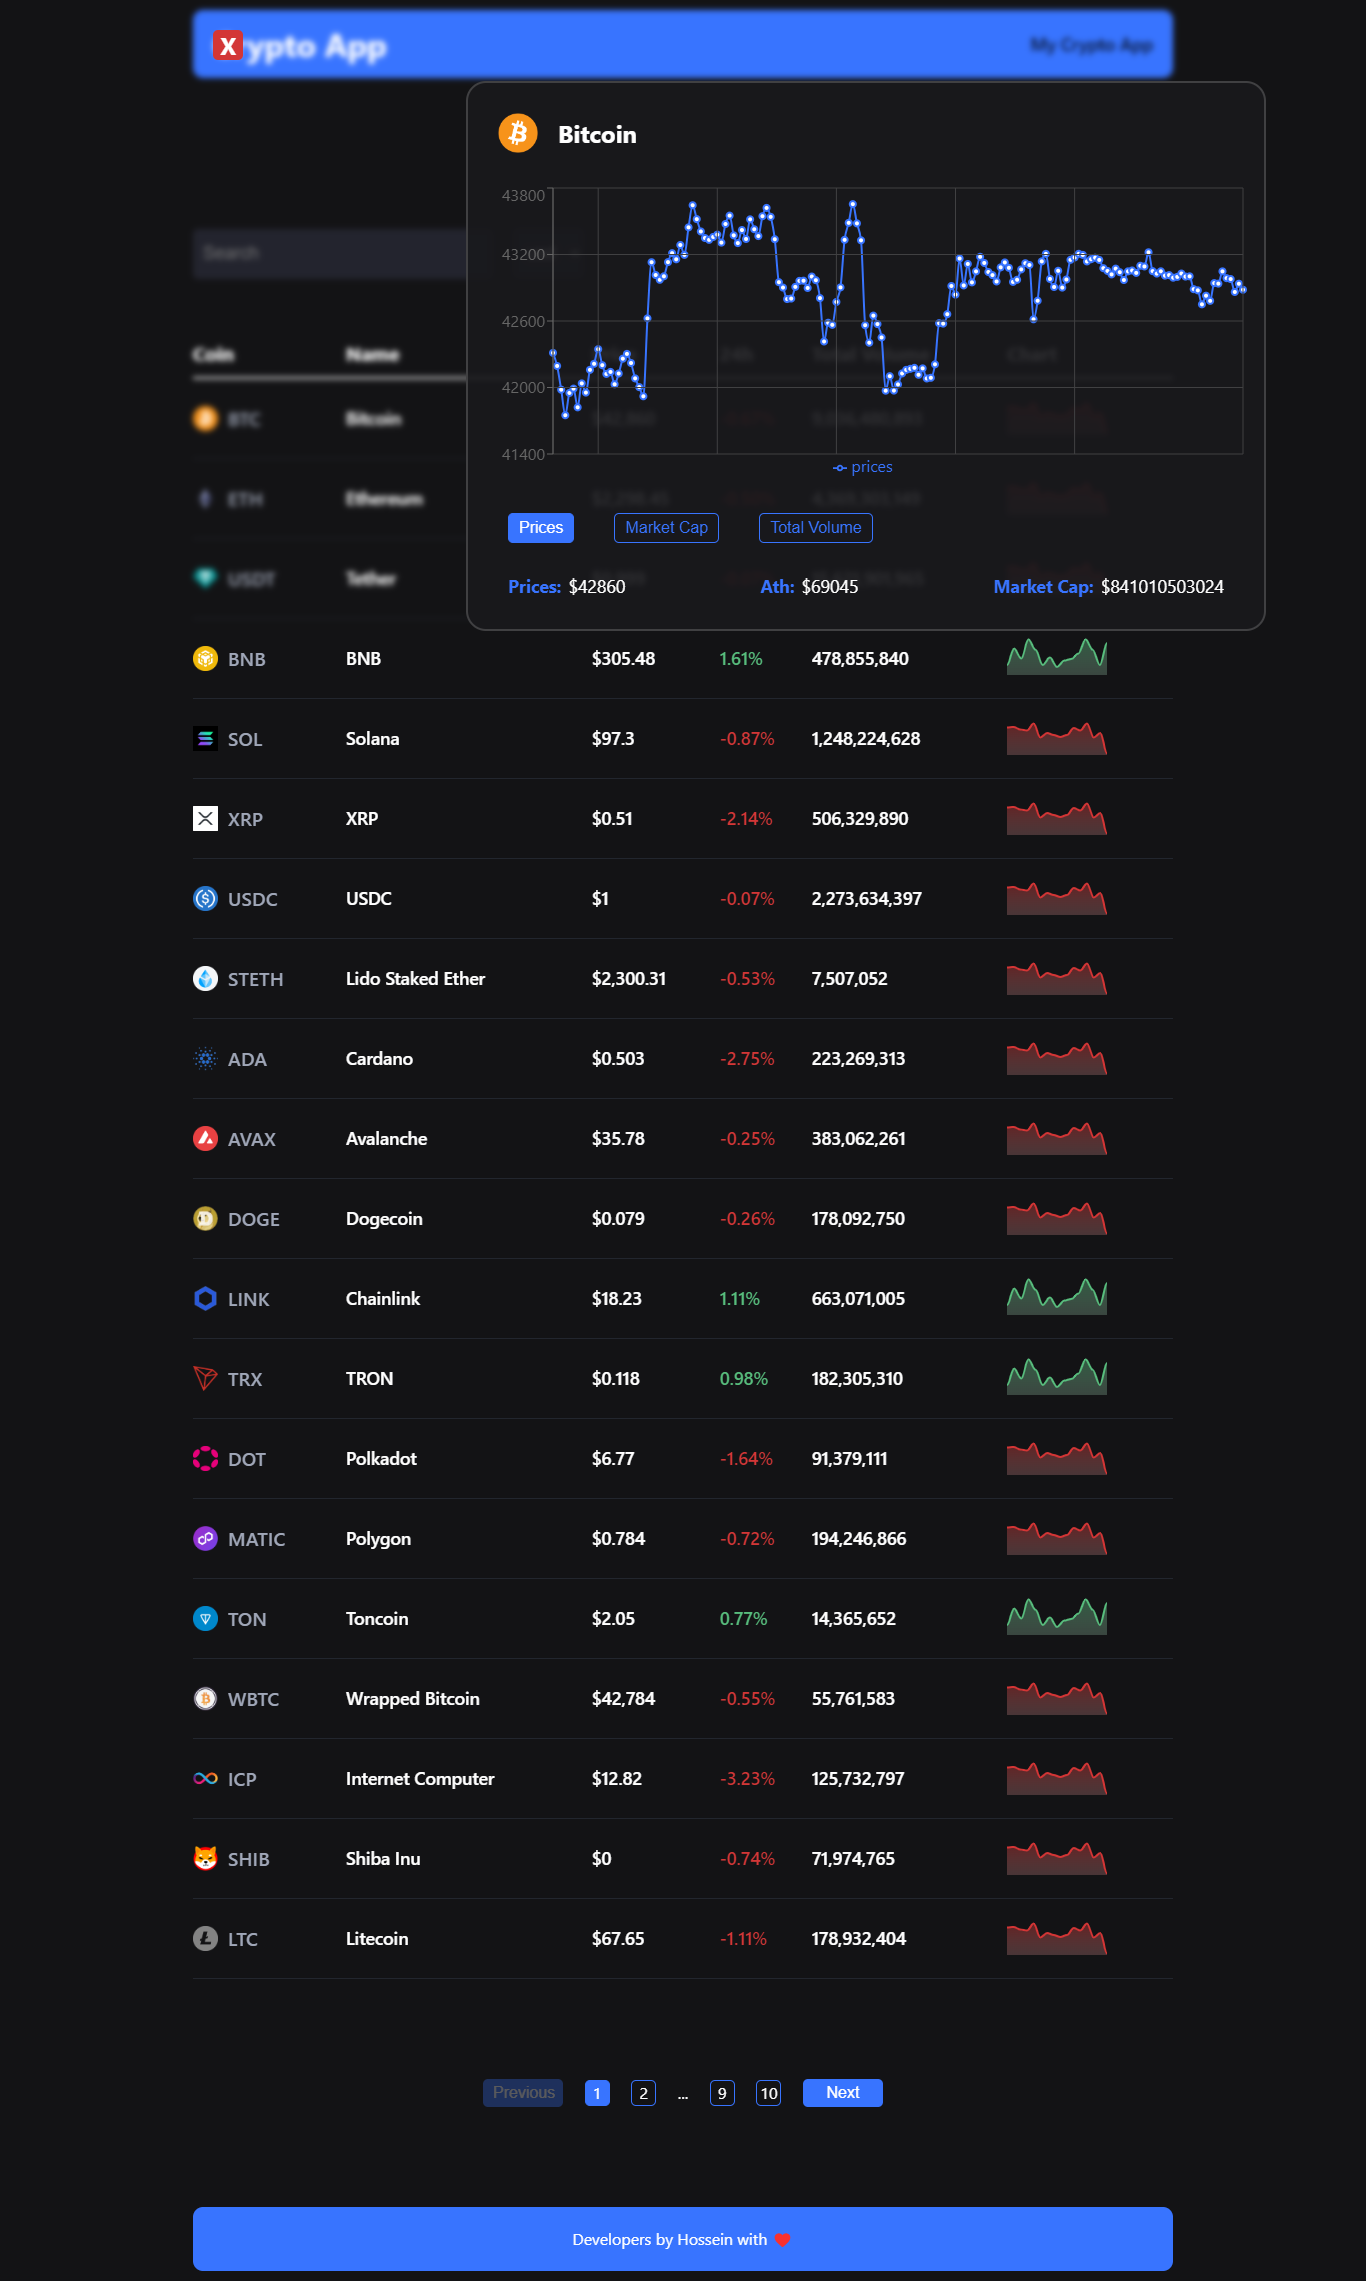 X rypto App
My Crypto App
Bitcoin
43800
43200
42600
42000
41400
prices
Prices
Market Cap
Total Volume
Prices: $42860
Ath: $69045
Market Cap: $841010503024
Search
Coin Name 24h Chart
BTC Bitcoin $42,860
ETH Ethereum
USDT Tether
BNB BNB $305.48 1.61% 478,855,840
SOL Solana $97.3 -0.87% 1,248,224,628
XRP XRP $0.51 -2.14% 506,329,890
USDC USDC $1 -0.07% 2,273,634,397
STETH Lido Staked Ether $2,300.31 -0.53% 7,507,052
ADA Cardano $0.503 -2.75% 223,269,313
AVAX Avalanche $35.78 -0.25% 383,062,261
DOGE Dogecoin $0.079 -0.26% 178,092,750
LINK Chainlink $18.23 1.11% 663,071,005
TRX TRON $0.118 0.98% 182,305,310
DOT Polkadot $6.77 -1.64% 91,379,111
MATIC Polygon $0.784 -0.72% 194,246,866
TON Toncoin $2.05 0.77% 14,365,652
WBTC Wrapped Bitcoin $42,784 -0.55% 55,761,583
ICP Internet Computer $12.82 -3.23% 125,732,797
SHIB Shiba Inu $0 -0.74% 71,974,765
LTC Litecoin $67.65 -1.11% 178,932,404
Previous 1 2 ... 9 10 Next
Developers by Hossein with ❤